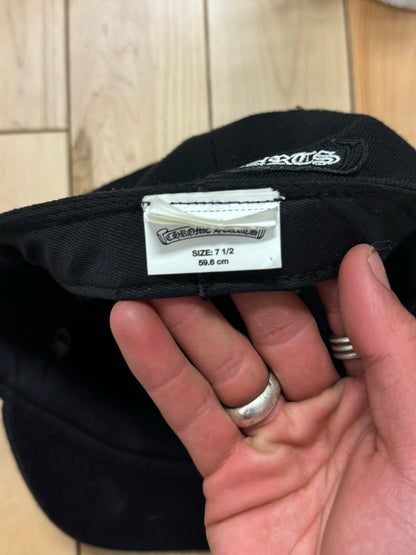 CHROME HEARTS
SIZE: 7 1/2
59.6 cm